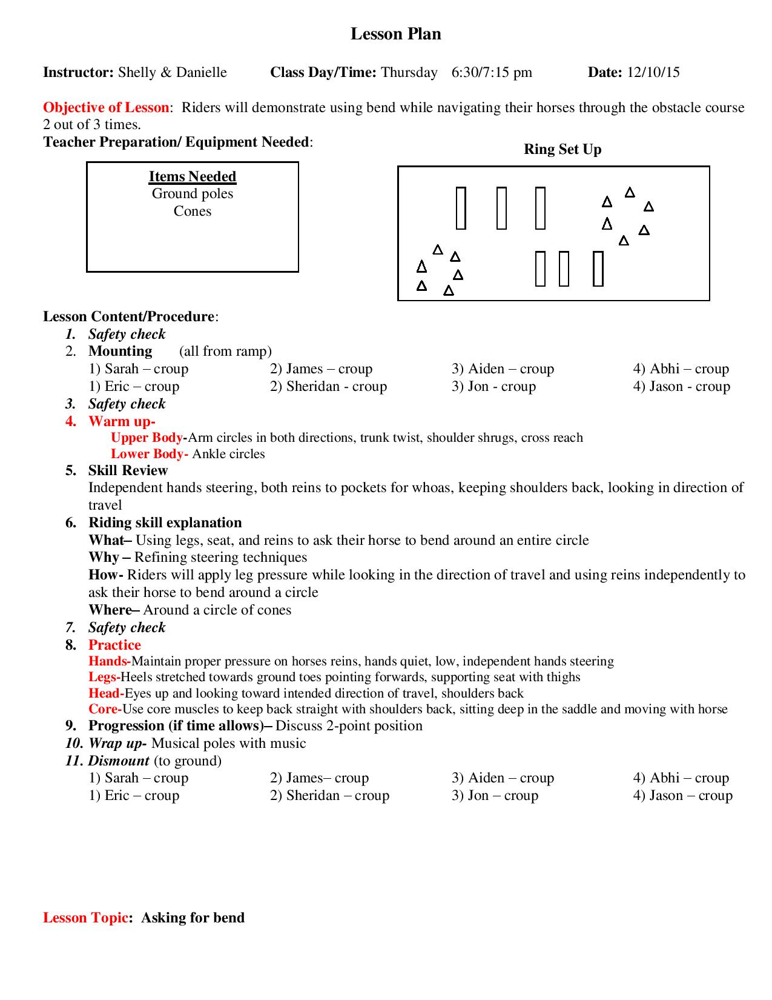 Lesson Plan
Instructor: Shelly & Danielle Class Day/Time: Thursday 6:30/7:15 pm Date: 12/10/15
Objective of Lesson: Riders will demonstrate using bend while navigating their horses through the obstacle course
2 out of 3 times.
Teacher Preparation/ Equipment Needed:
Ring Set Up
Items Needed
Ground poles
Cones
Lesson Content/Procedure:
1. Safety check
2. Mounting (all from ramp)
1) Sarah – croup 2) James – croup 3) Aiden – croup 4) Abhi – croup
1) Eric – croup 2) Sheridan - croup 3) Jon - croup 4) Jason - croup
3. Safety check
4. Warm up-
Upper Body-Arm circles in both directions, trunk twist, shoulder shrugs, cross reach
Lower Body- Ankle circles
5. Skill Review
Independent hands steering, both reins to pockets for whoas, keeping shoulders back, looking in direction of
travel
6. Riding skill explanation
What– Using legs, seat, and reins to ask their horse to bend around an entire circle
Why – Refining steering techniques
How- Riders will apply leg pressure while looking in the direction of travel and using reins independently to
ask their horse to bend around a circle
Where– Around a circle of cones
7. Safety check
8. Practice
Hands-Maintain proper pressure on horses reins, hands quiet, low, independent hands steering
Legs-Heels stretched towards ground toes pointing forwards, supporting seat with thighs
Head-Eyes up and looking toward intended direction of travel, shoulders back
Core-Use core muscles to keep back straight with shoulders back, sitting deep in the saddle and moving with horse
9. Progression (if time allows)– Discuss 2-point position
10. Wrap up- Musical poles with music
11. Dismount (to ground)
1) Sarah – croup 2) James– croup 3) Aiden – croup 4) Abhi – croup
1) Eric – croup 2) Sheridan – croup 3) Jon – croup 4) Jason – croup
Lesson Topic: Asking for bend